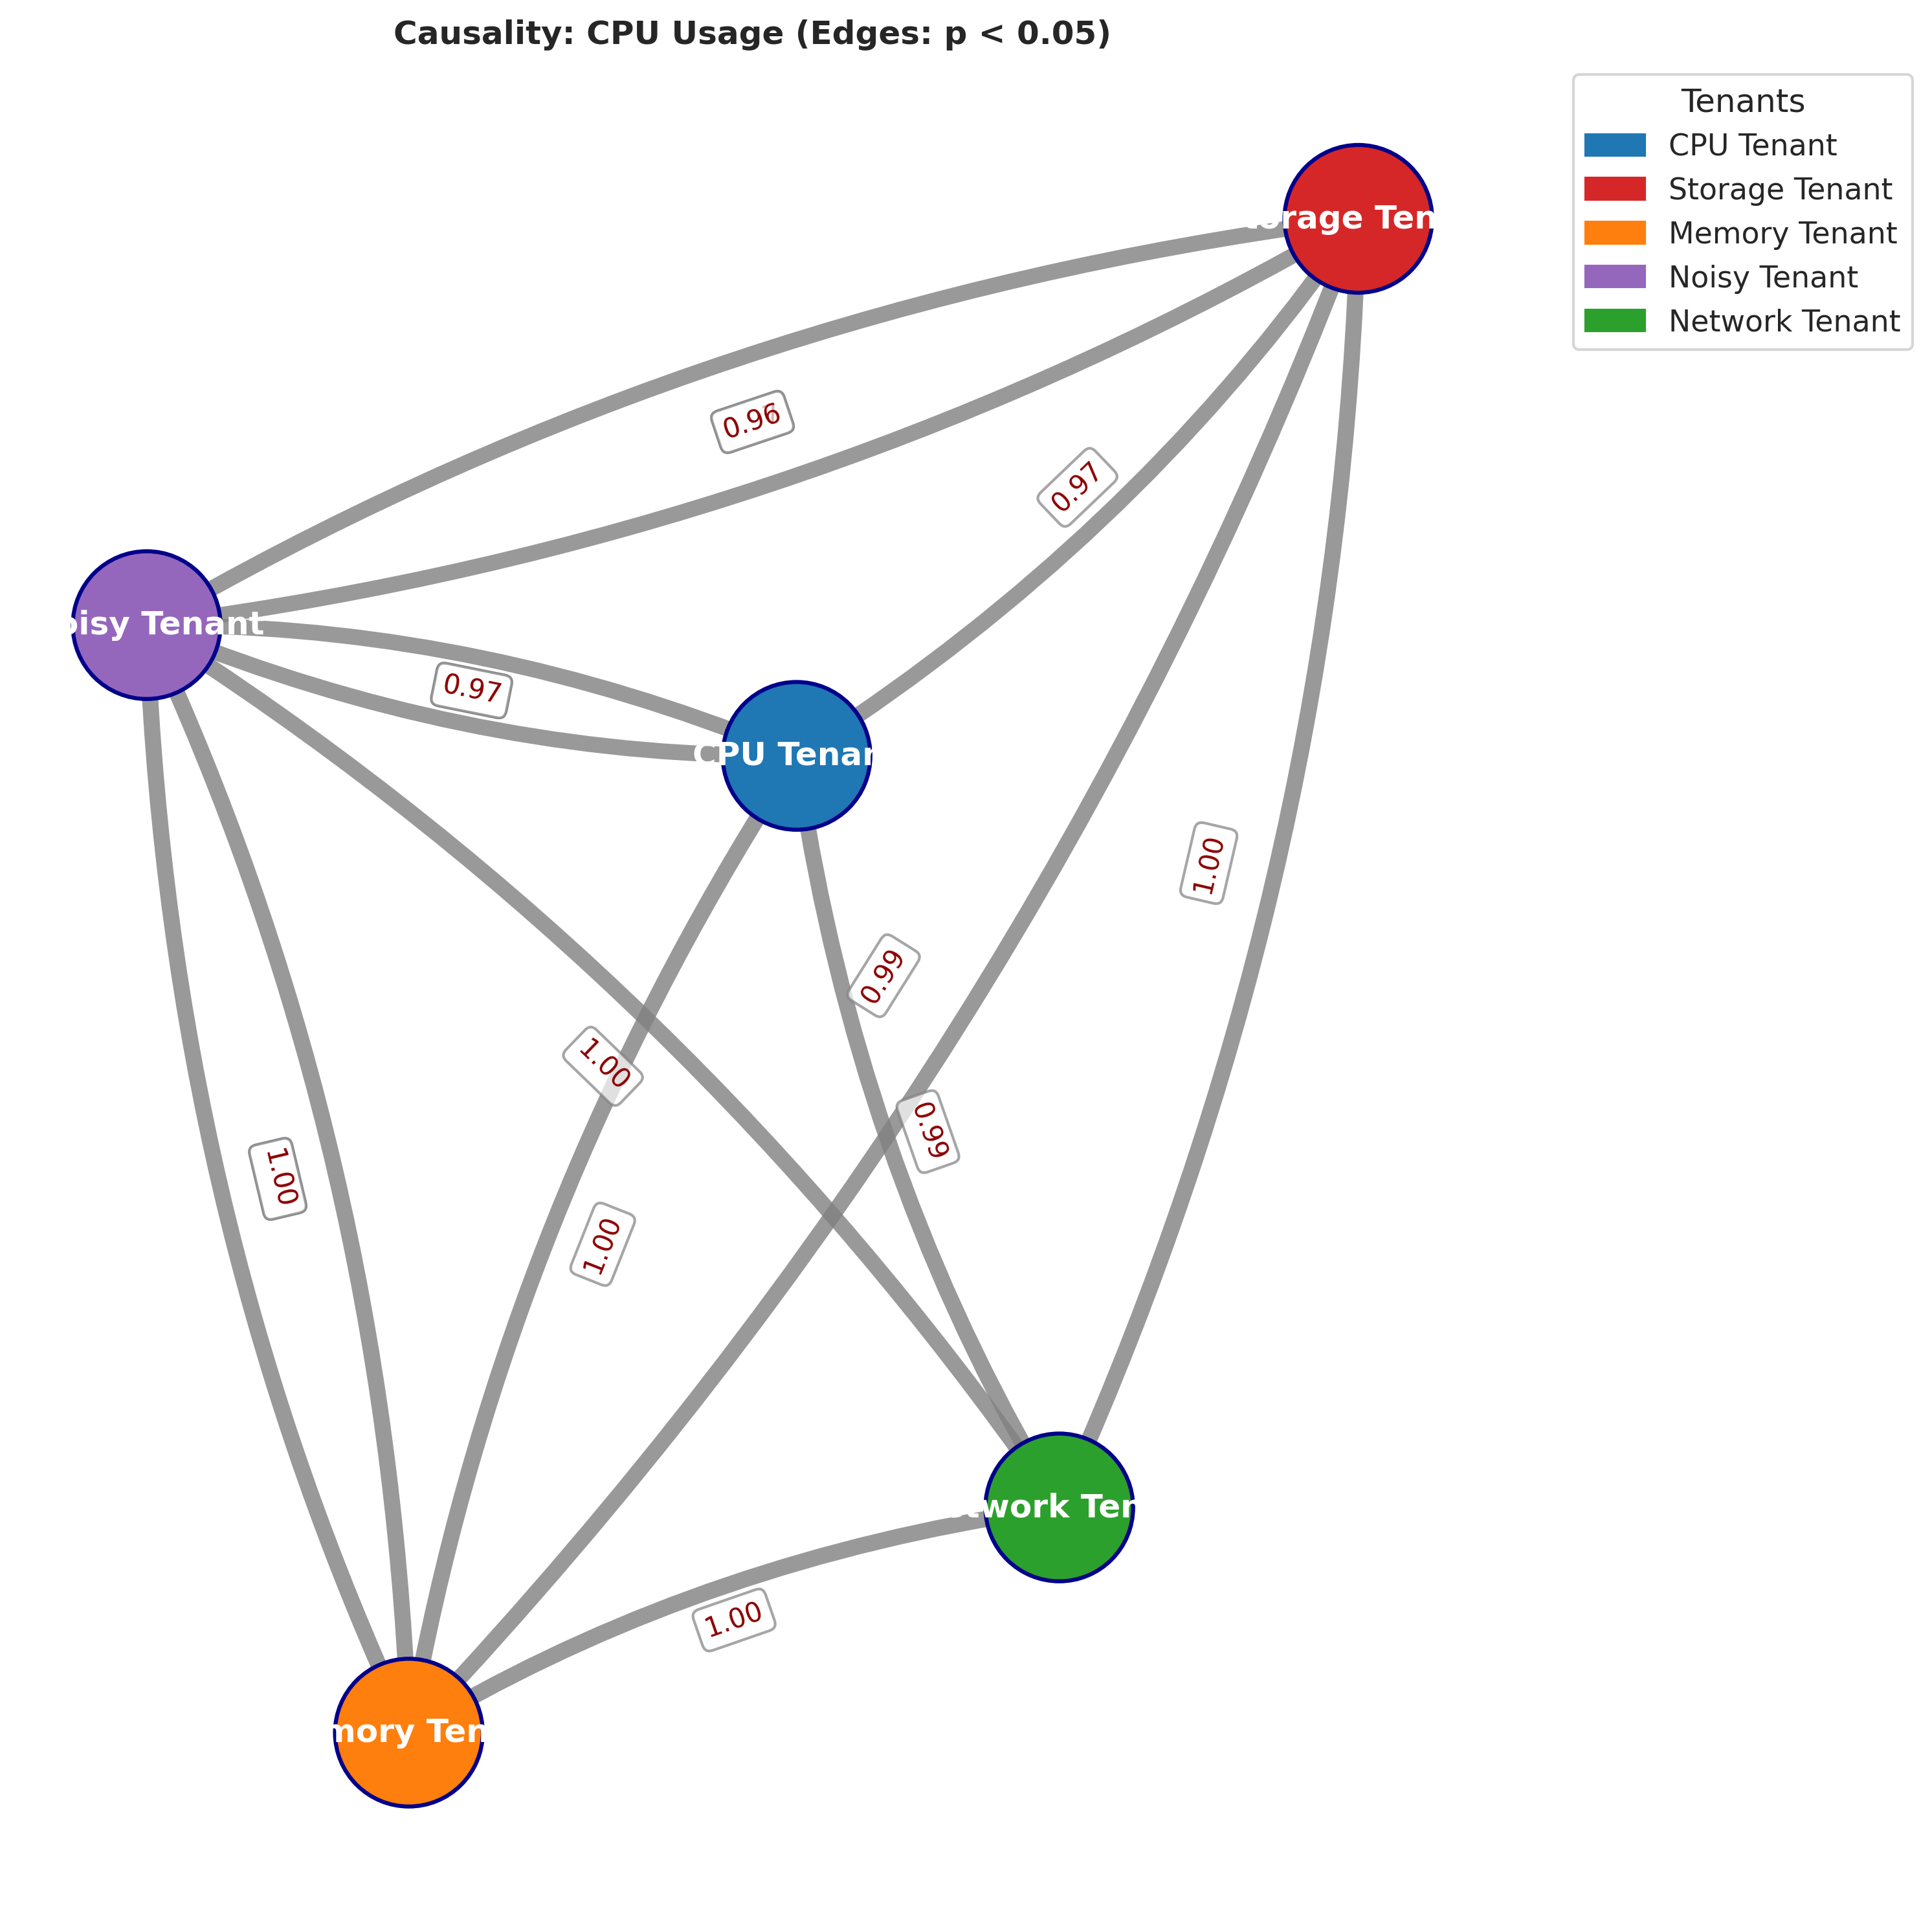 Causality: CPU Usage (Edges: p < 0.05)
Tenants
CPU Tenant
Storage Tenant
Memory Tenant
Noisy Tenant
Network Tenant
orage Ten
0.96
0.97
oisy Tenant
0.97
CPU Tenan
1.00
0.99
1.00
0.99
1.00
1.00
work Ten
1.00
mory Ten